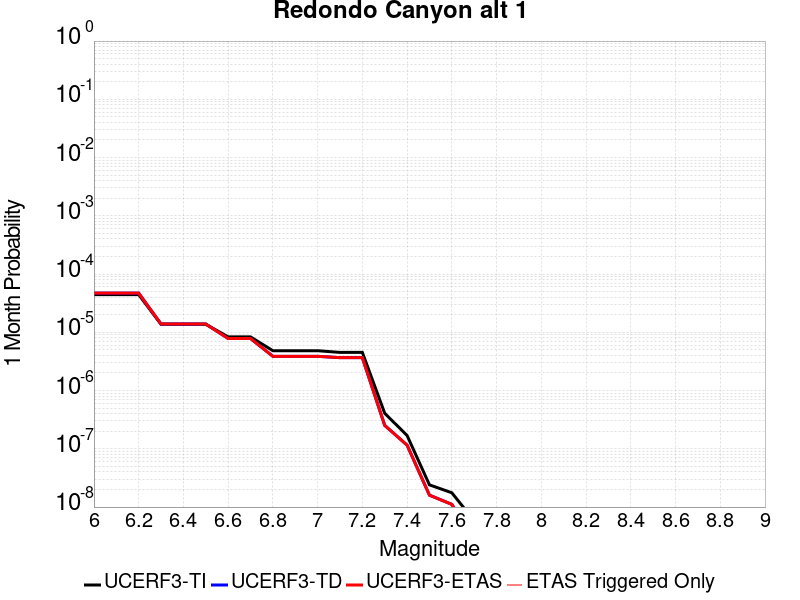 Redondo Canyon alt 1
10^0
10^-1
10^-2
10^-3
10^-4
10^-5
10^-6
10^-7
10^-8
1 Month Probability
6 6.2 6.4 6.6 6.8 7 7.2 7.4 7.6 7.8 8 8.2 8.4 8.6 8.8 9
Magnitude
UCERF3-TI UCERF3-TD UCERF3-ETAS ETAS Triggered Only